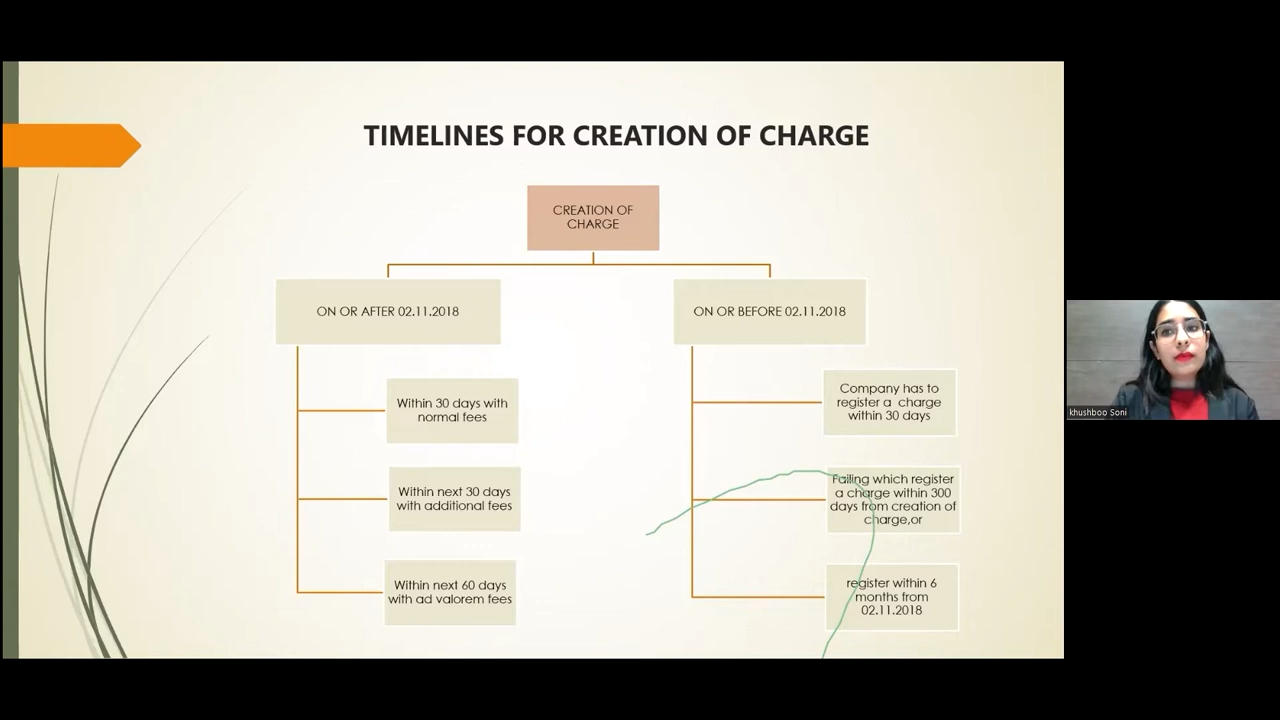 TIMELINES FOR CREATION OF CHARGE
CREATION OF
CHARGE
ON OR AFTER 02.11.2018
Within 30 days with
normal fees
Within next 30 days
with additional fees
Within next 60 days
with ad valorem fees
ON OR BEFORE 02.11.2018
Company has to
register a charge
within 30 days
Failing which register
a charge within 300
days from creation of
charge,or
register within 6
months from
02.11.2018
khushboo Soni